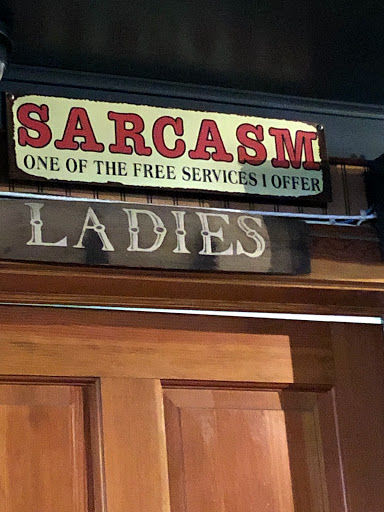 SARCASM
ONE OF THE FREE SERVICES I OFFER
LADIES